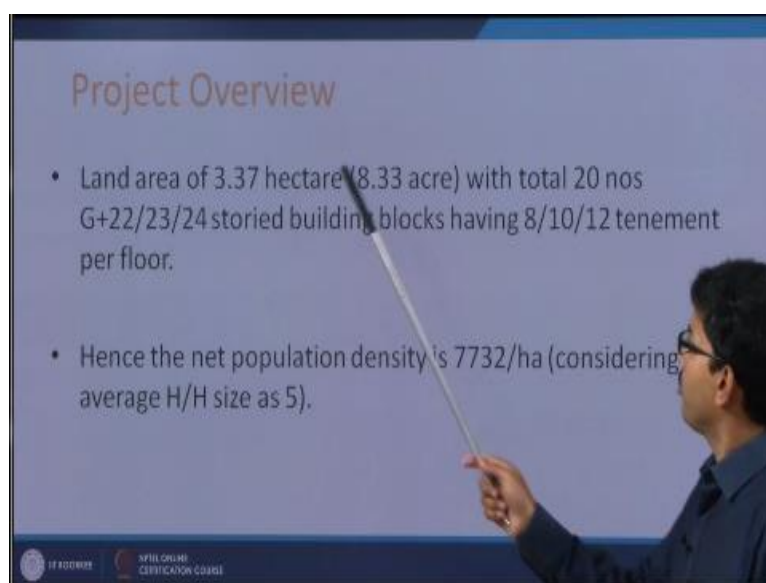 Project Overview
• Land area of 3.37 hectare (8.33 acre) with total 20 nos
G+22/23/24 storied building blocks having 8/10/12 tenement
per floor.
• Hence the net population density is 7732/ha (considering
average H/H size as 5).
IIT ROORKEE
NPTEL ONLINE
CERTIFICATION COURSE